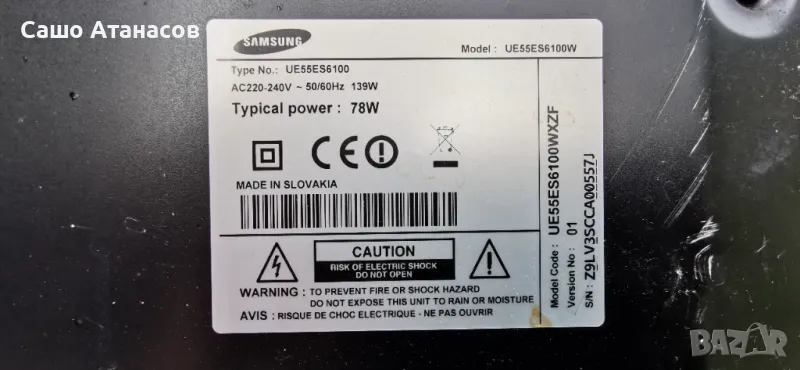 Сашо Атанасов
SAMSUNG
Model : UE55ES6100W
Type No.: UE55ES6100
AC220-240V ~ 50/60Hz 139W
Typical power : 78W
CE
MADE IN SLOVAKIA
CAUTION
RISK OF ELECTRIC SHOCK
DO NOT OPEN
WARNING : TO PREVENT FIRE OR SHOCK HAZARD
DO NOT EXPOSE THIS UNIT TO RAIN OR MOISTURE
AVIS : RISQUE DE CHOC ELECTRIQUE - NE PAS OUVRIR
Model Code : UE55ES6100WXZF
Version No : 01
S/N : Z9LV3SCCA00557J
BAZAR